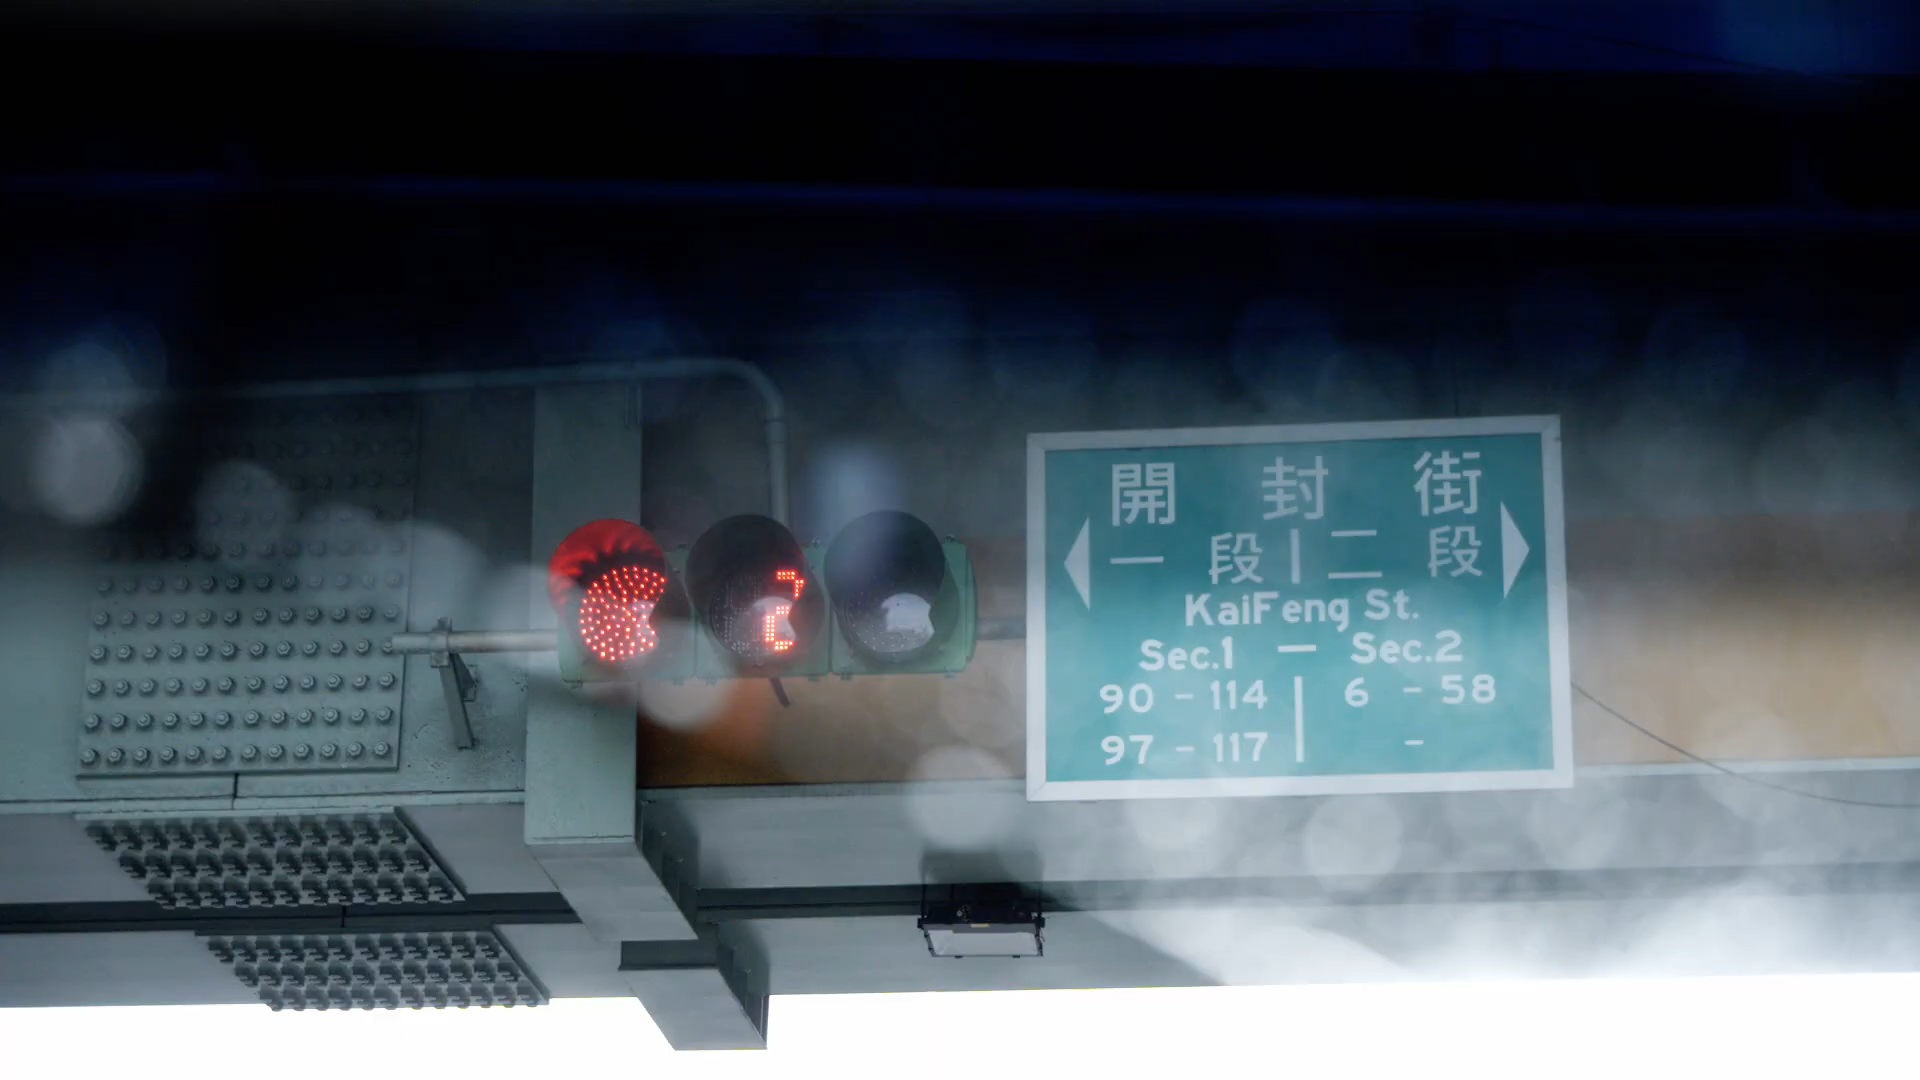 開封街
一段|二段
KaiFeng St.
Sec.1 — Sec.2
90 - 114 | 6 - 58
97 - 117 | -